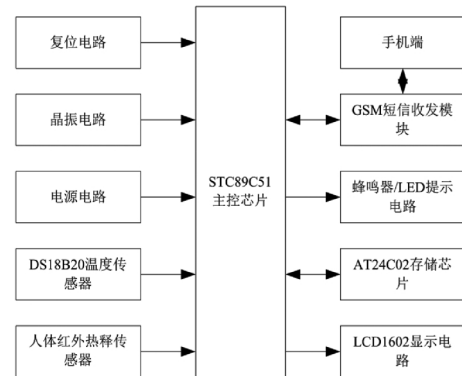 复位电路
晶振电路
电源电路
DS18B20温度传
感器
人体红外热释传
感器
STC89C51
主控芯片
手机端
GSM短信收发模
块
蜂鸣器/LED提示
电路
AT24C02存储芯
片
LCD1602显示电
路